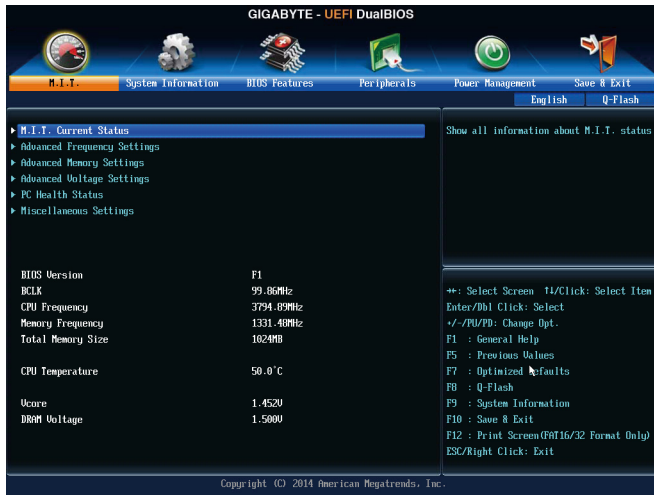 GIGABYTE - UEFI DualBIOS
M.I.T. System Information BIOS Features Peripherals Power Management Save & Exit
English Q-Flash
M.I.T. Current Status
Advanced Frequency Settings
Advanced Memory Settings
Advanced Voltage Settings
PC Health Status
Miscellaneous Settings
Show all information about M.I.T. status
BIOS Version F1
BCLK 99.86MHz
CPU Frequency 3794.89MHz
Memory Frequency 1331.48MHz
Total Memory Size 1024MB
CPU Temperature 50.0°C
Vcore 1.452V
DRAM Voltage 1.500V
→←: Select Screen ↑↓/Click: Select Item
Enter/Dbl Click: Select
+/-/PU/PD: Change Opt.
F1 : General Help
F5 : Previous Values
F7 : Optimized Defaults
F8 : Q-Flash
F9 : System Information
F10 : Save & Exit
F12 : Print Screen(FAT16/32 Format Only)
ESC/Right Click: Exit
Copyright (C) 2014 American Megatrends, Inc.